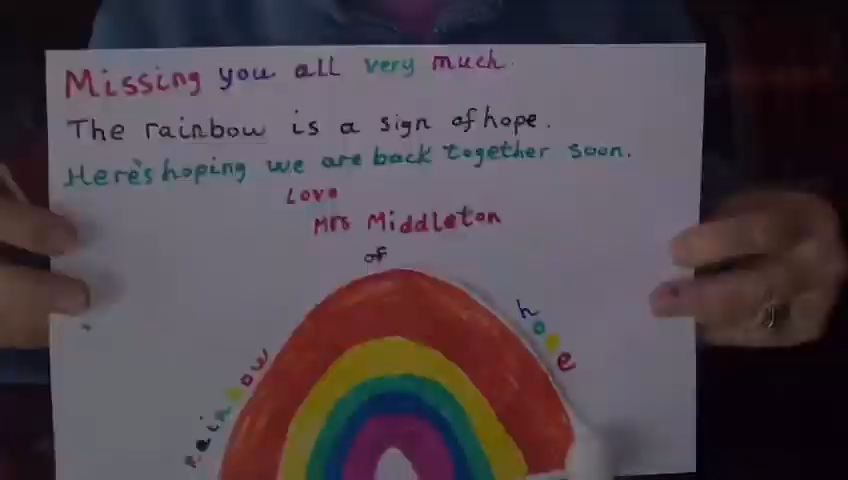 Missing you all very much.
The rainbow is a sign of hope.
Here's hoping we are back together soon.
Love
Mrs Middleton
rainbow of hope